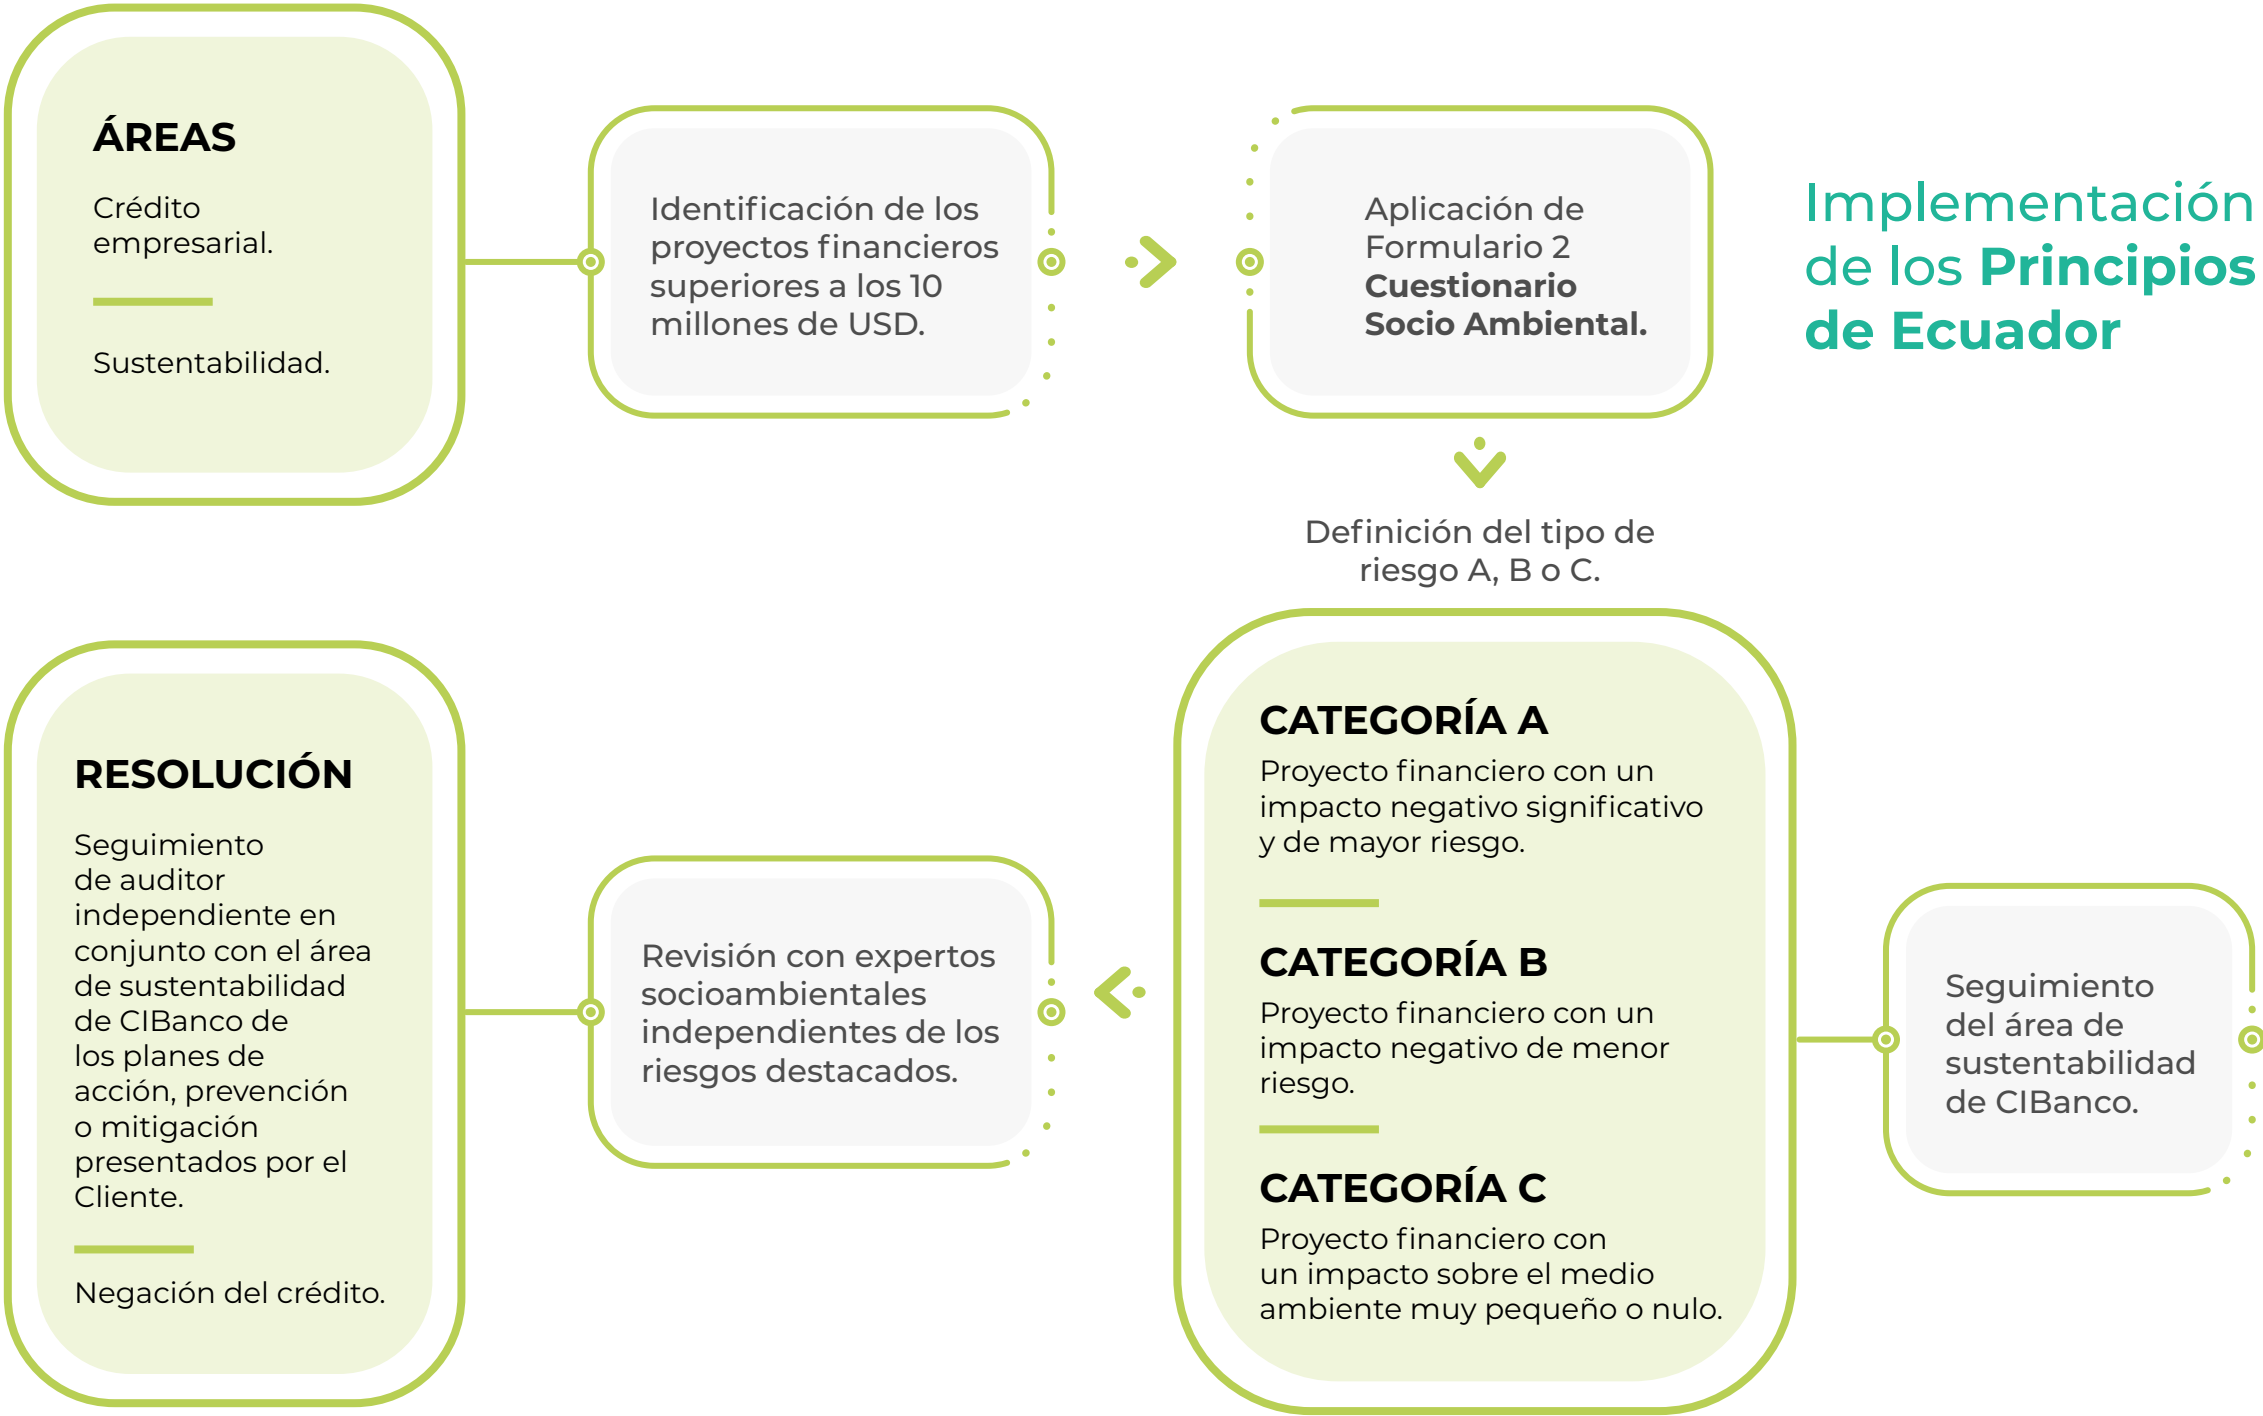 Implementación
de los Principios
de Ecuador
ÁREAS
Crédito
empresarial.
Sustentabilidad.
Identificación de los
proyectos financieros
superiores a los 10
millones de USD.
Aplicación de
Formulario 2
Cuestionario
Socio Ambiental.
Definición del tipo de
riesgo A, B o C.
CATEGORÍA A
Proyecto financiero con un
impacto negativo significativo
y de mayor riesgo.
CATEGORÍA B
Proyecto financiero con un
impacto negativo de menor
riesgo.
CATEGORÍA C
Proyecto financiero con
un impacto sobre el medio
ambiente muy pequeño o nulo.
Seguimiento
del área de
sustentabilidad
de CIBanco.
Revisión con expertos
socioambientales
independientes de los
riesgos destacados.
RESOLUCIÓN
Seguimiento
de auditor
independiente en
conjunto con el área
de sustentabilidad
de CIBanco de
los planes de
acción, prevención
o mitigación
presentados por el
Cliente.
Negación del crédito.